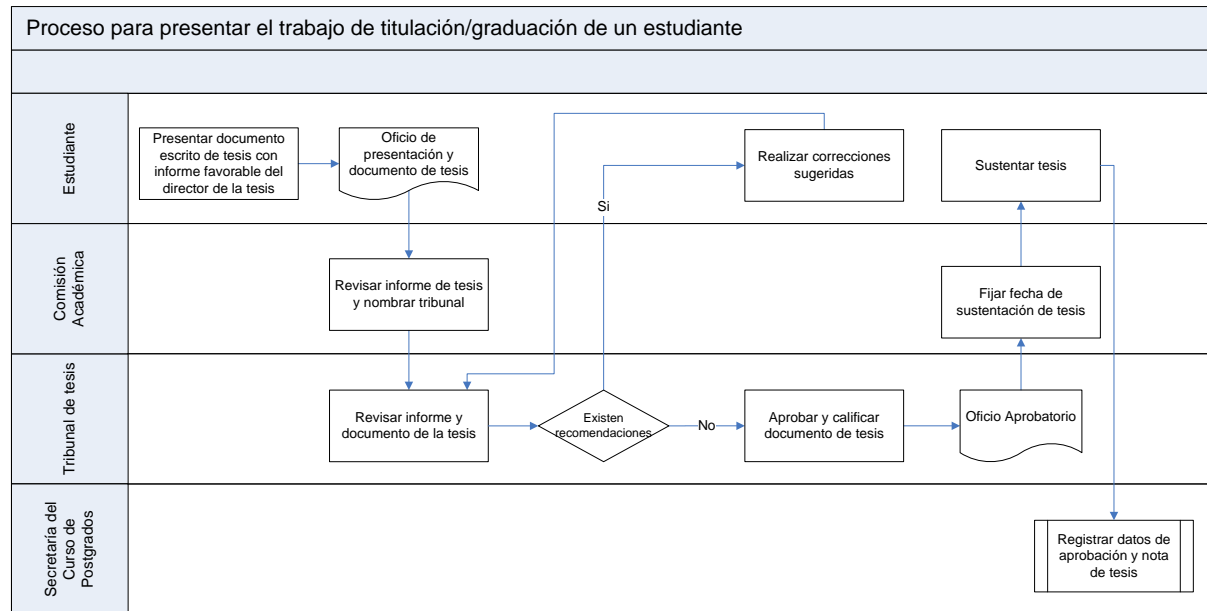 Proceso para presentar el trabajo de titulación/graduación de un estudiante
Estudiante
Presentar documento
escrito de tesis con
informe favorable del
director de la tesis
Oficio de
presentación y
documento de tesis
Realizar correcciones
sugeridas
Sustentar tesis
Si
Comisión
Académica
Revisar informe de tesis
y nombrar tribunal
Fijar fecha de
sustentación de tesis
Tribunal de tesis
Revisar informe y
documento de la tesis
Existen
recomendaciones
No
Aprobar y calificar
documento de tesis
Oficio Aprobatorio
Secretaría del
Curso de
Postgrados
Registrar datos de
aprobación y nota
de tesis